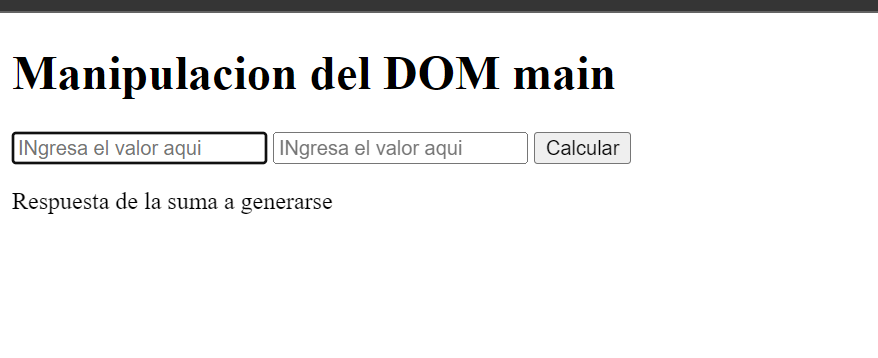 Manipulacion del DOM main
INgresa el valor aqui INgresa el valor aqui Calcular
Respuesta de la suma a generarse